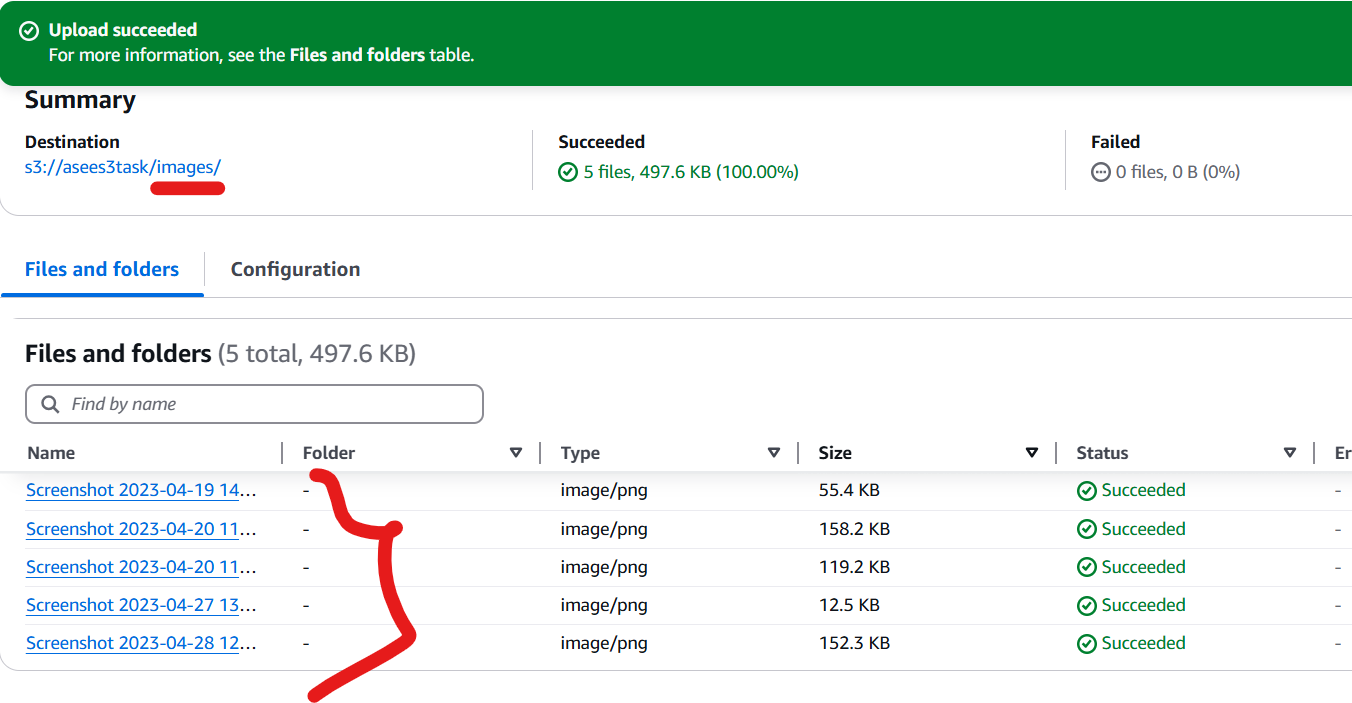 Upload succeeded
For more information, see the Files and folders table.
Summary
Destination
s3://asees3task/images/
Succeeded
5 files, 497.6 KB (100.00%)
Failed
0 files, 0 B (0%)
Files and folders
Configuration
Files and folders (5 total, 497.6 KB)
Find by name
Name Folder Type Size Status Er
Screenshot 2023-04-19 14... - image/png 55.4 KB Succeeded -
Screenshot 2023-04-20 11... - image/png 158.2 KB Succeeded -
Screenshot 2023-04-20 11... - image/png 119.2 KB Succeeded -
Screenshot 2023-04-27 13... - image/png 12.5 KB Succeeded -
Screenshot 2023-04-28 12... - image/png 152.3 KB Succeeded -